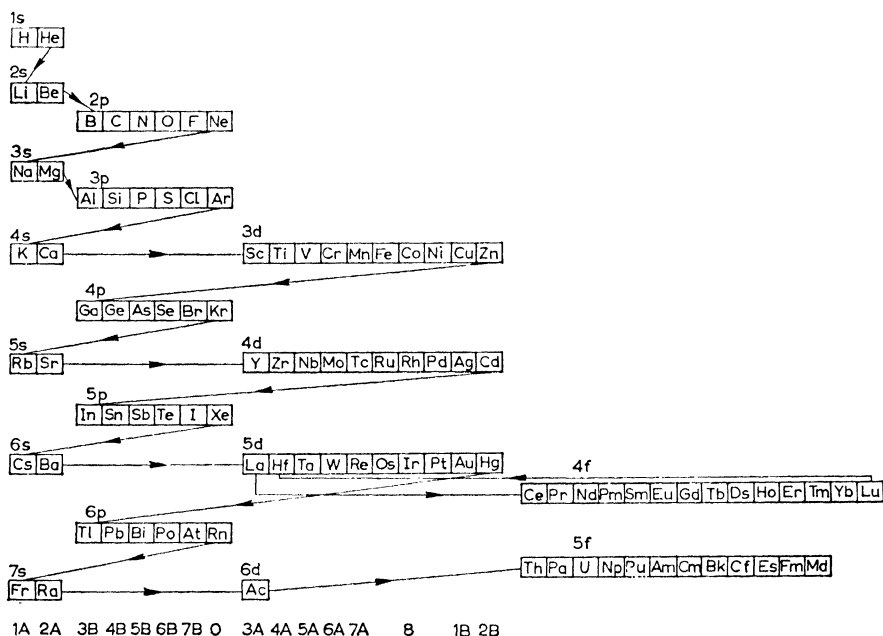 1s
H He
2s
Li Be
2p
B C N O F Ne
3s
Na Mg
3p
Al Si P S Cl Ar
4s 3d
K Ca Sc Ti V Cr Mn Fe Co Ni Cu Zn
4p
Ga Ge As Se Br Kr
5s 4d
Rb Sr Y Zr Nb Mo Tc Ru Rh Pd Ag Cd
5p
In Sn Sb Te I Xe
6s 5d
Cs Ba La Hf Ta W Re Os Ir Pt Au Hg
4f
Ce Pr Nd Pm Sm Eu Gd Tb Ds Ho Er Tm Yb Lu
6p
Tl Pb Bi Po At Rn
7s 6d 5f
Fr Ra Ac Th Pa U Np Pu Am Cm Bk Cf Es Fm Md
1A 2A 3B 4B 5B 6B 7B O 3A 4A 5A 6A 7A 8 1B 2B